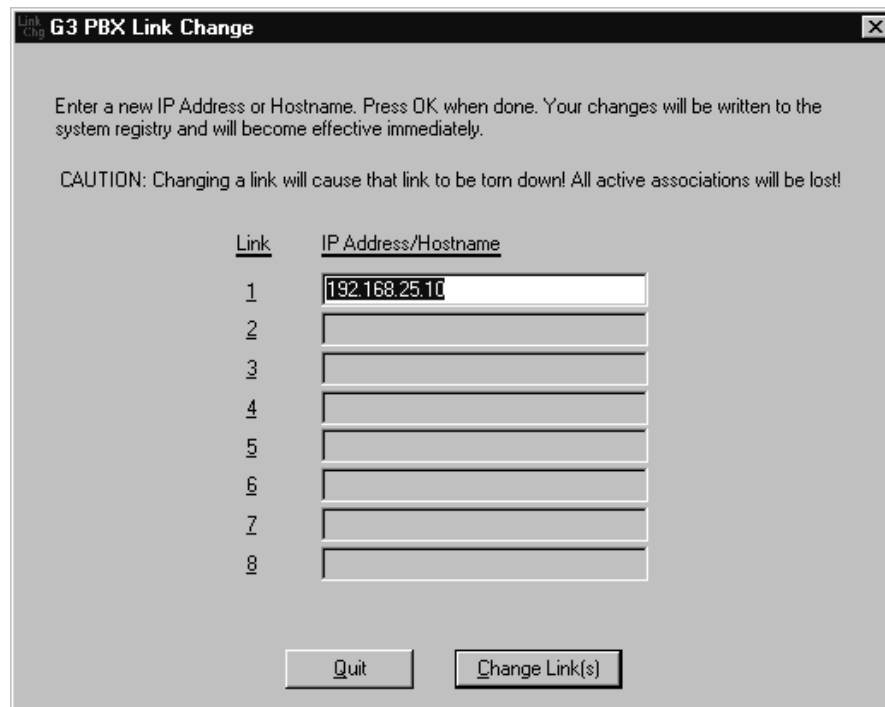 Link Chg G3 PBX Link Change
Enter a new IP Address or Hostname. Press OK when done. Your changes will be written to the
system registry and will become effective immediately.
CAUTION: Changing a link will cause that link to be torn down! All active associations will be lost!
Link IP Address/Hostname
1 192.168.25.10
2
3
4
5
6
7
8
Quit Change Link(s)